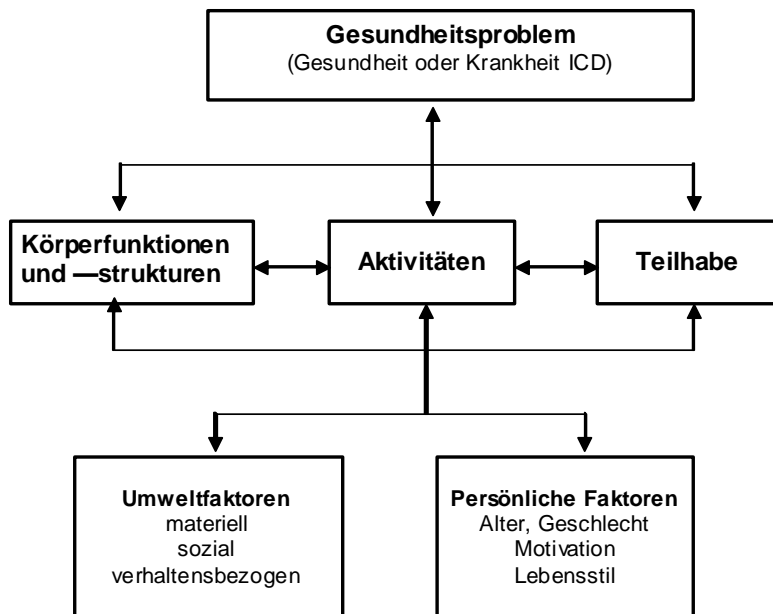 Gesundheitsproblem
(Gesundheit oder Krankheit ICD)
Körperfunktionen
und —strukturen
Aktivitäten
Teilhabe
Umweltfaktoren
materiell
sozial
verhaltensbezogen
Persönliche Faktoren
Alter, Geschlecht
Motivation
Lebensstil